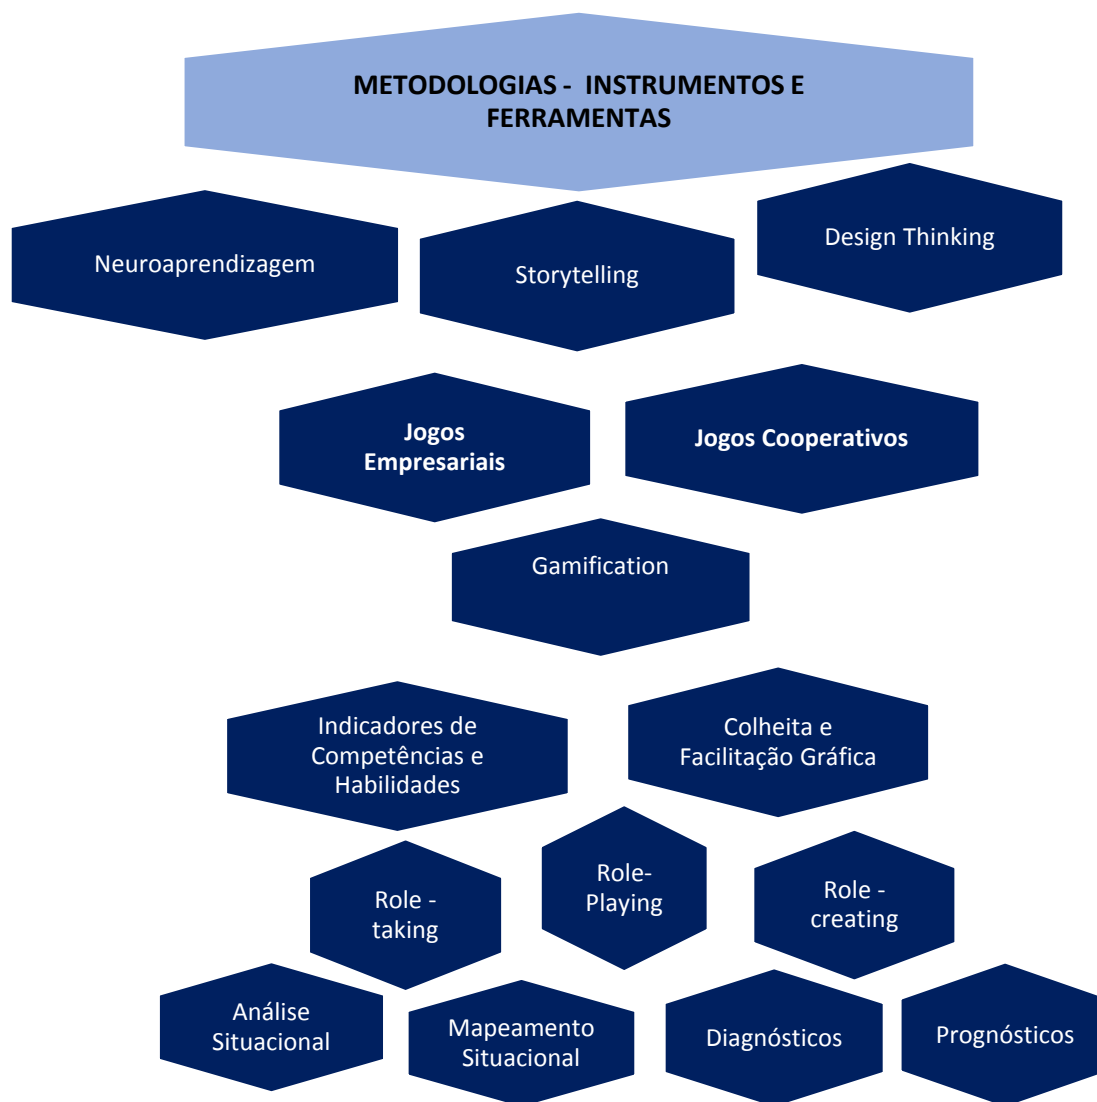 METODOLOGIAS - INSTRUMENTOS E
FERRAMENTAS
Neuroaprendizagem
Storytelling
Design Thinking
Jogos
Empresariais
Jogos Cooperativos
Gamification
Indicadores de
Competências e
Habilidades
Colheita e
Facilitação Gráfica
Role -
taking
Role-
Playing
Role -
creating
Análise
Situacional
Mapeamento
Situacional
Diagnósticos
Prognósticos